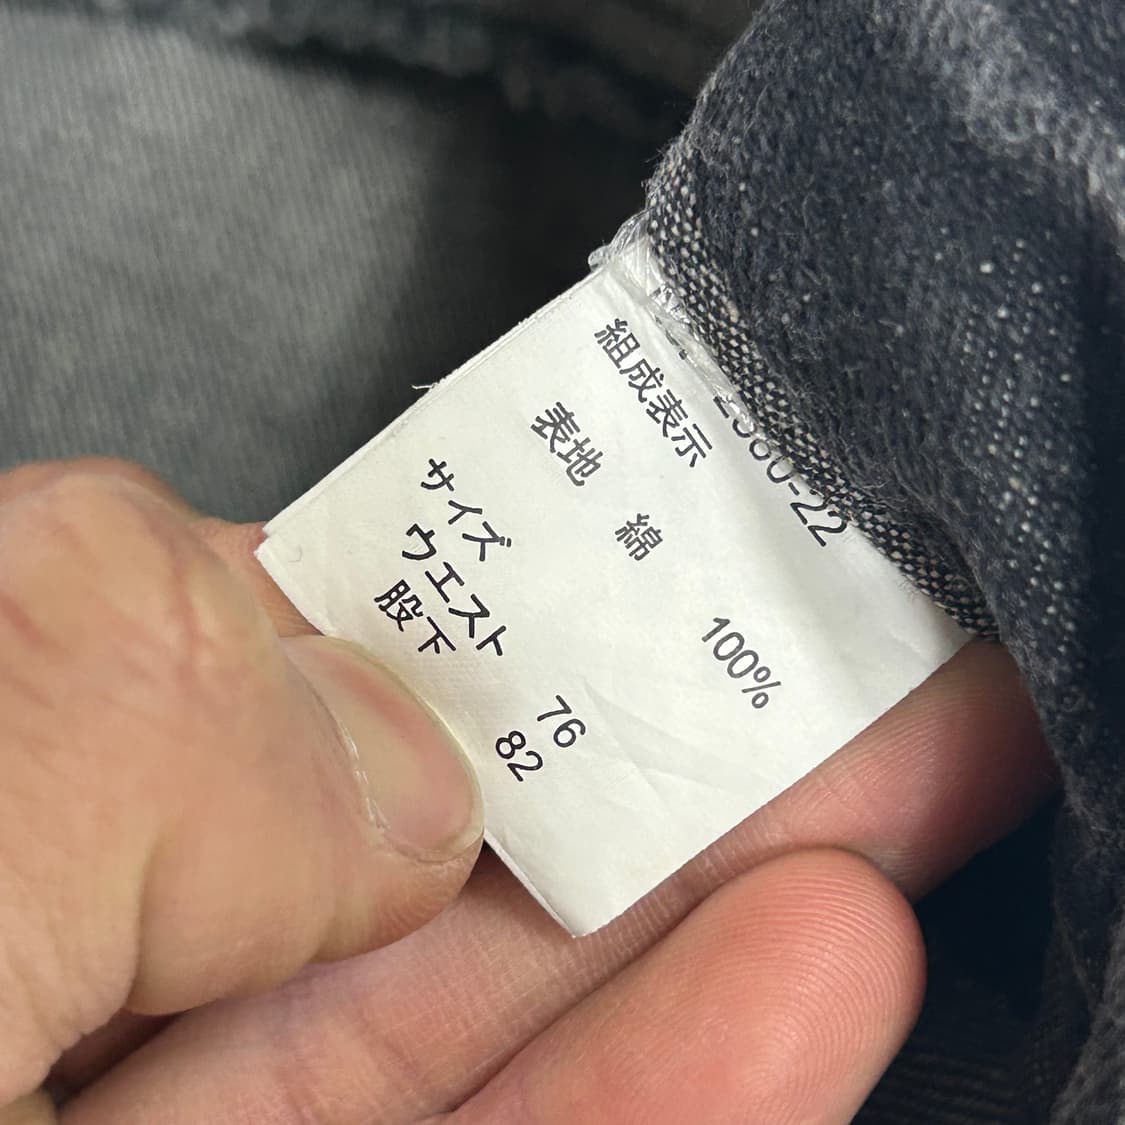 組成表示
表地 綿 100%
サイズ
ウエスト 76
股下 82